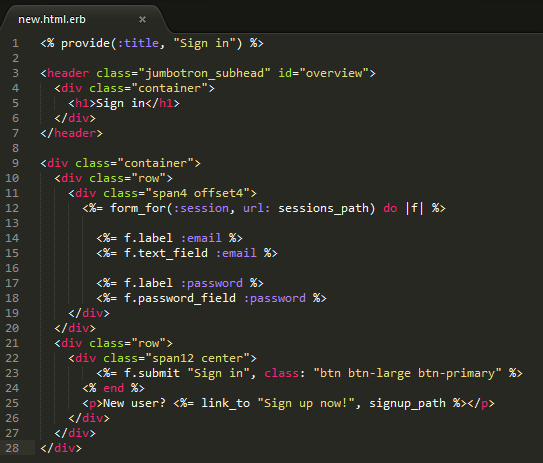 new.html.erb ×
1 <% provide(:title, "Sign in") %>
2
3 <header class="jumbotron_subhead" id="overview">
4   <div class="container">
5     <h1>Sign in</h1>
6   </div>
7 </header>
8
9 <div class="container">
10   <div class="row">
11     <div class="span4 offset4">
12       <%= form_for(:session, url: sessions_path) do |f| %>
13
14         <%= f.label :email %>
15         <%= f.text_field :email %>
16
17         <%= f.label :password %>
18         <%= f.password_field :password %>
19     </div>
20   </div>
21   <div class="row">
22     <div class="span12 center">
23         <%= f.submit "Sign in", class: "btn btn-large btn-primary" %>
24       <% end %>
25       <p>New user? <%= link_to "Sign up now!", signup_path %></p>
26     </div>
27   </div>
28 </div>